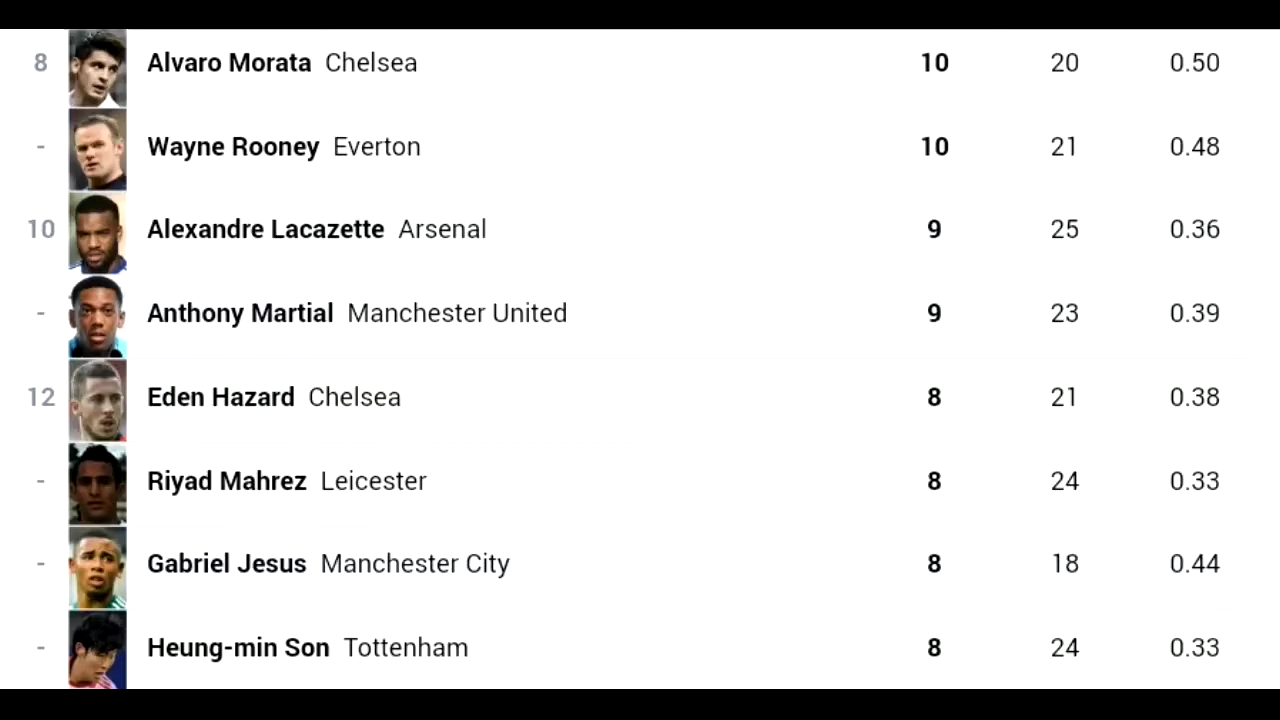 8 Alvaro Morata Chelsea 10 20 0.50
- Wayne Rooney Everton 10 21 0.48
10 Alexandre Lacazette Arsenal 9 25 0.36
- Anthony Martial Manchester United 9 23 0.39
12 Eden Hazard Chelsea 8 21 0.38
- Riyad Mahrez Leicester 8 24 0.33
- Gabriel Jesus Manchester City 8 18 0.44
- Heung-min Son Tottenham 8 24 0.33